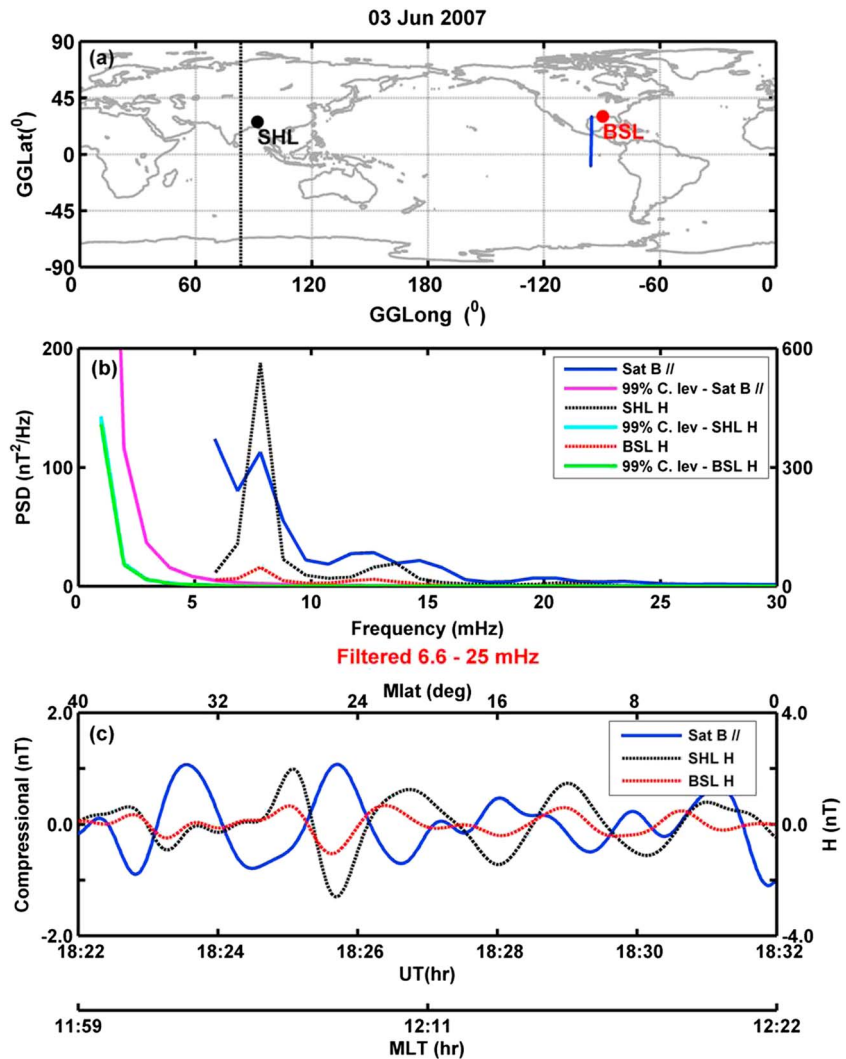 03 Jun 2007
90
(a)
45
SHL
BSL
GGLat(⁰)
0
-45
-90
0 60 120 180 -120 -60 0
GGLong (⁰)
200 600
(b)
Sat B //
99% C. lev - Sat B //
SHL H
99% C. lev - SHL H
BSL H
99% C. lev - BSL H
PSD (nT²/Hz)
100 300
0 0
0 5 10 15 20 25 30
Frequency (mHz)
Filtered 6.6 - 25 mHz
Mlat (deg)
40 32 24 16 8 0
2.0 4.0
(c)
Sat B //
SHL H
BSL H
Compressional (nT)
0.0 0.0
H (nT)
-2.0 -4.0
18:22 18:24 18:26 18:28 18:30 18:32
UT(hr)
11:59 12:11 12:22
MLT (hr)